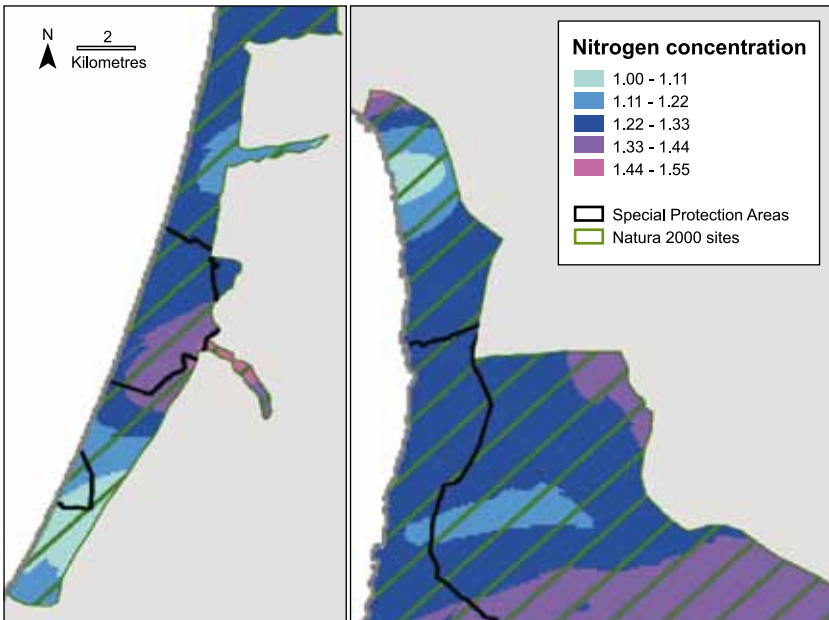 N
2
Kilometres
Nitrogen concentration
1.00 - 1.11
1.11 - 1.22
1.22 - 1.33
1.33 - 1.44
1.44 - 1.55
Special Protection Areas
Natura 2000 sites